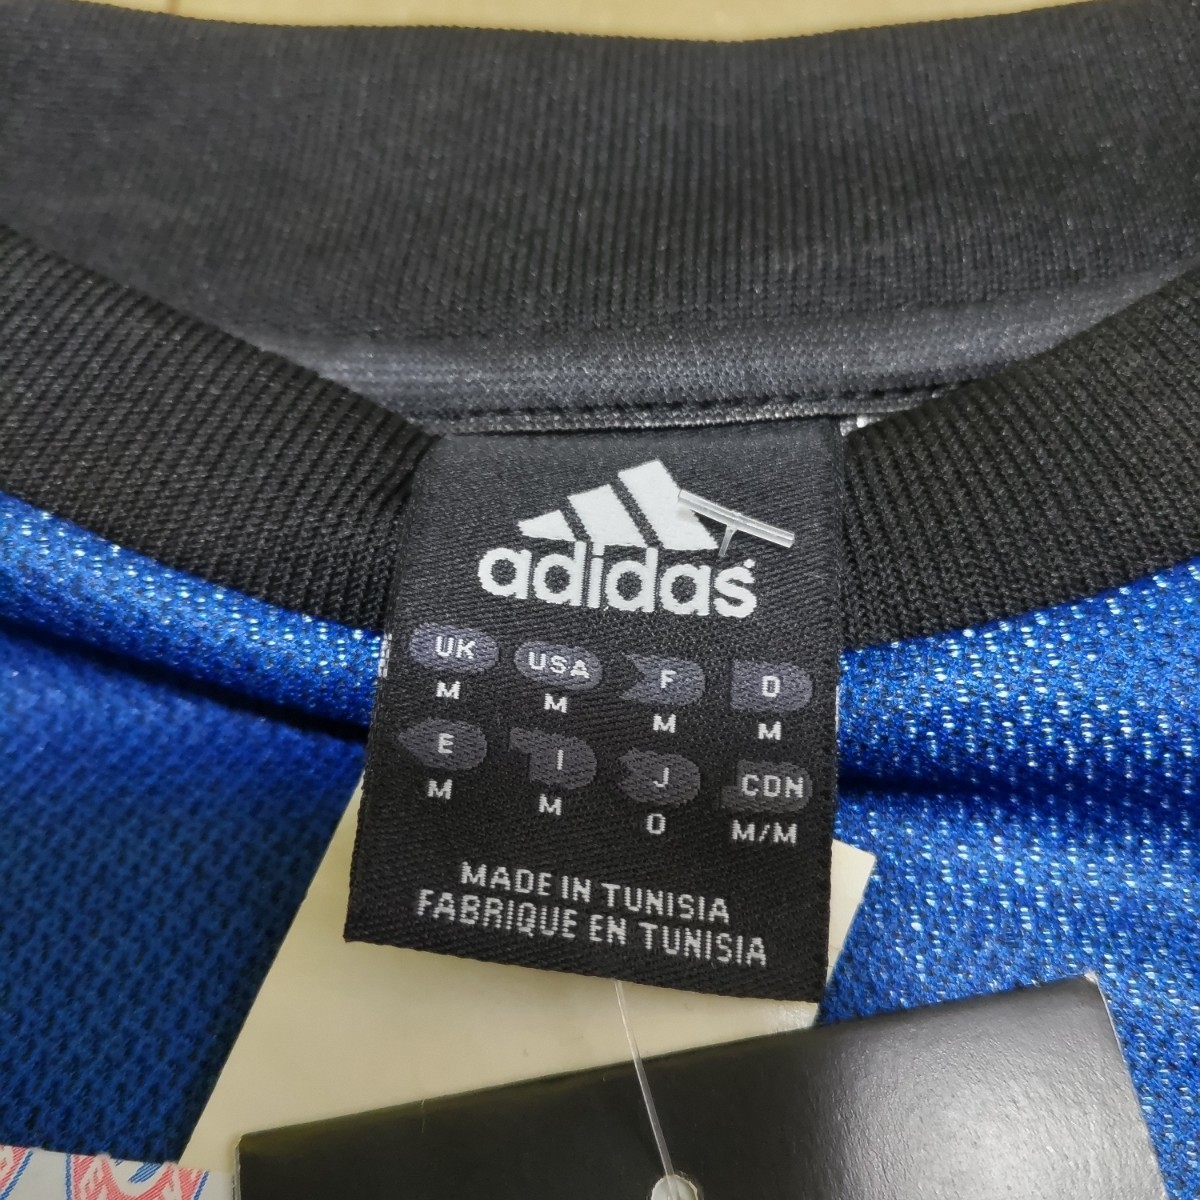 adidas
UK USA F D
M M M M
E I J CDN
M M O M/M
MADE IN TUNISIA
FABRIQUE EN TUNISIA